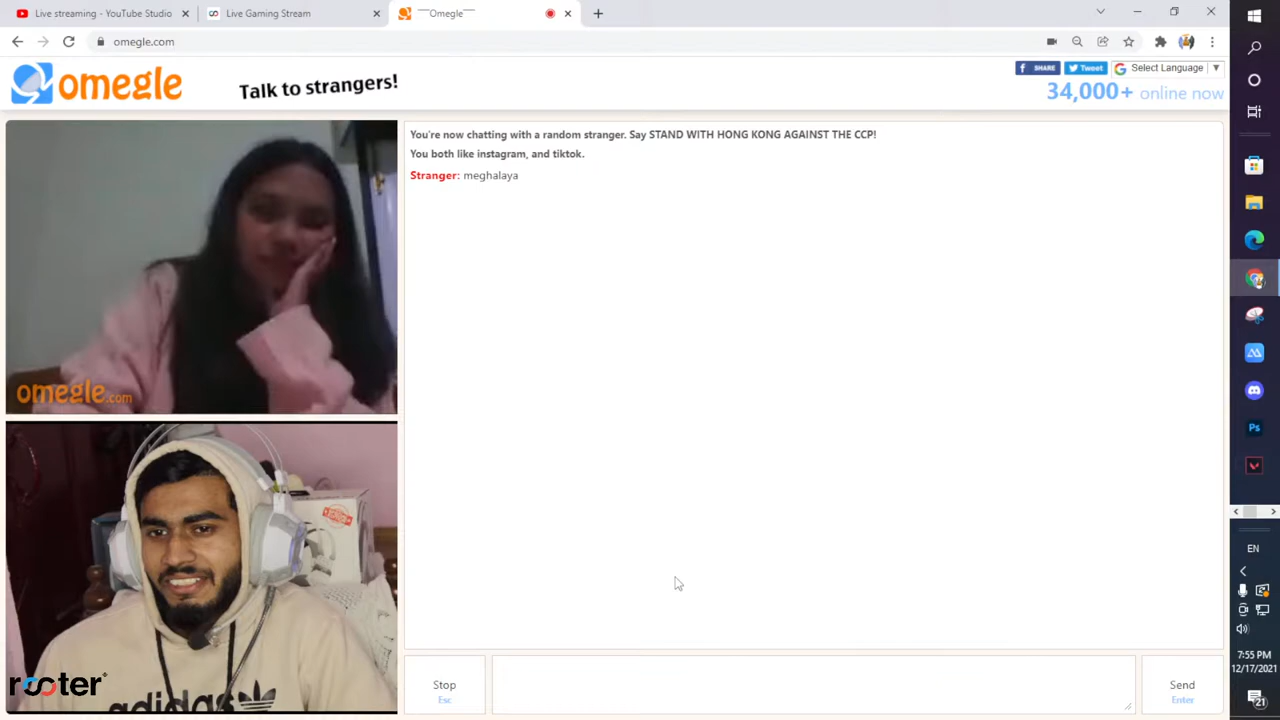 Live streaming - YouTube Studio
Live Gaming Stream
¯¯Omegle¯¯
omegle.com
omegle
Talk to strangers!
SHARE
Tweet
Select Language
34,000+ online now
You're now chatting with a random stranger. Say STAND WITH HONG KONG AGAINST THE CCP!
You both like instagram, and tiktok.
Stranger: meghalaya
omegle.com
adidas
rooter
Stop
Esc
Send
Enter
Ps
EN
7:55 PM
12/17/2021
21